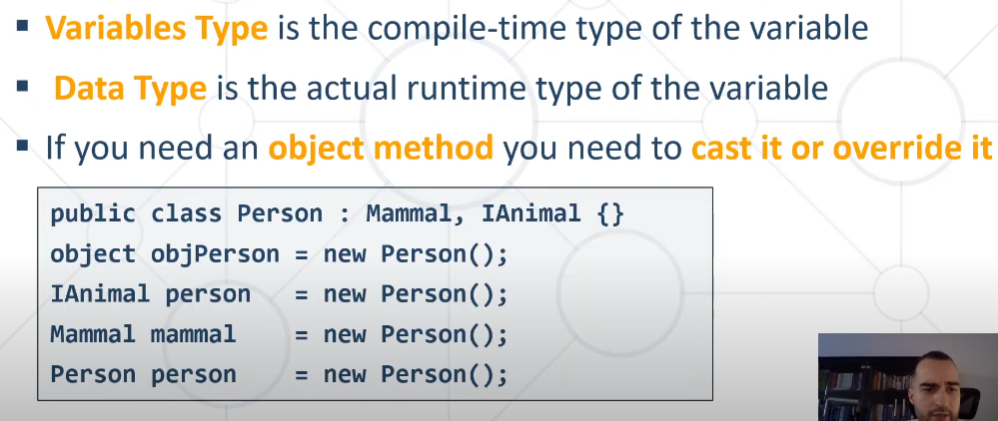 ▪ Variables Type is the compile-time type of the variable
▪ Data Type is the actual runtime type of the variable
▪ If you need an object method you need to cast it or override it
public class Person : Mammal, IAnimal {}
object objPerson = new Person();
IAnimal person = new Person();
Mammal mammal = new Person();
Person person = new Person();